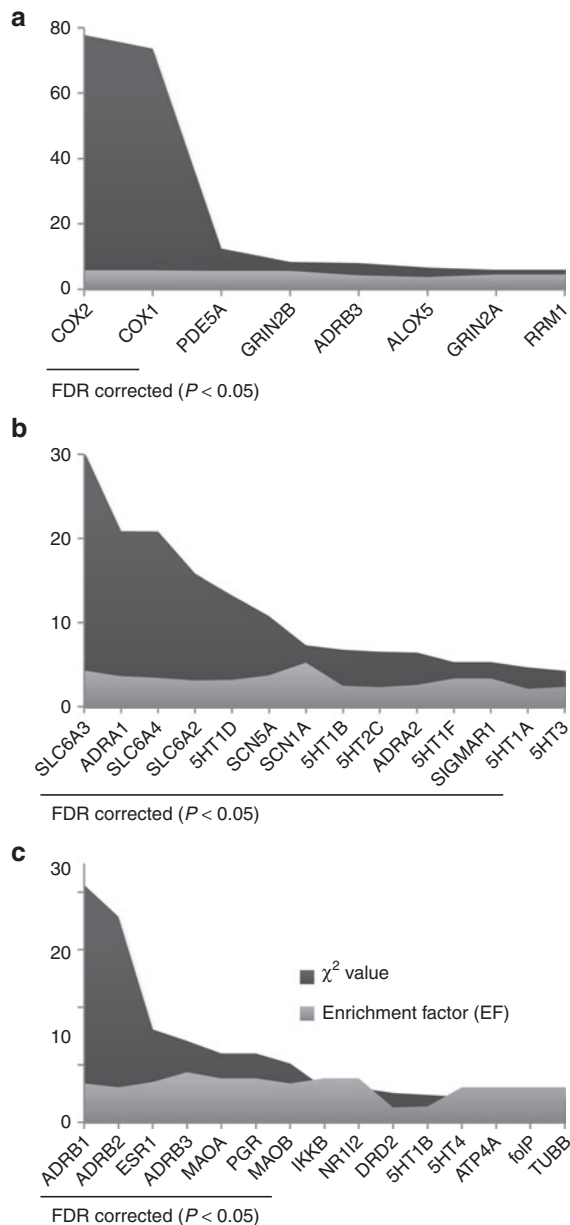 a
80
60
40
20
0
COX2
COX1
PDE5A
GRIN2B
ADRB3
ALOX5
GRIN2A
RRM1
FDR corrected (P < 0.05)
b
30
20
10
0
SLC6A3
ADRA1
SLC6A4
SLC6A2
5HT1D
SCN5A
SCN1A
5HT1B
5HT2C
ADRA2
5HT1F
SIGMAR1
5HT1A
5HT3
FDR corrected (P < 0.05)
c
30
20
10
0
χ² value
Enrichment factor (EF)
ADRB1
ADRB2
ESR1
ADRB3
MAOA
PGR
MAOB
IKKB
NR1I2
DRD2
5HT1B
5HT4
ATP4A
folP
TUBB
FDR corrected (P < 0.05)